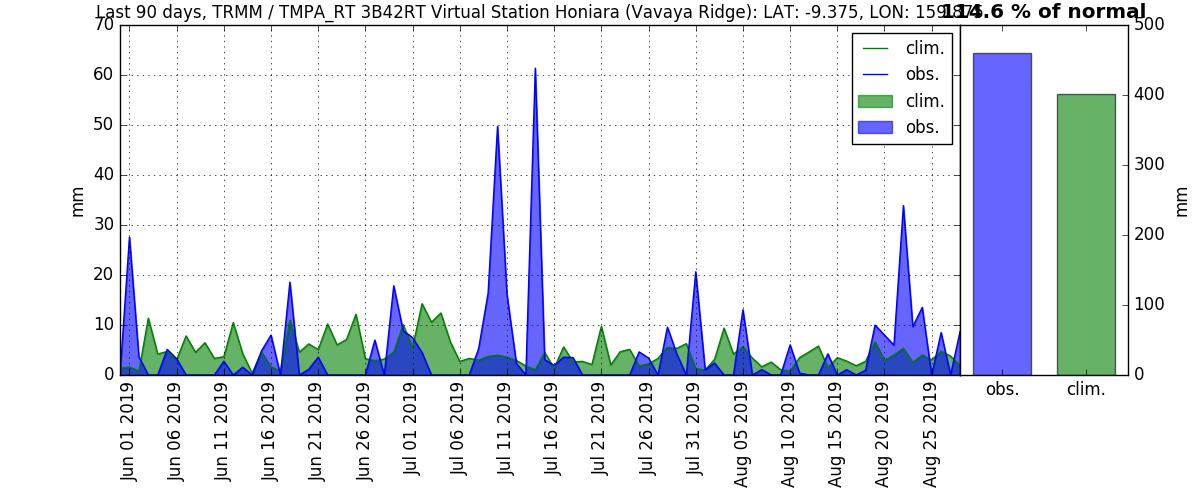 Last 90 days, TRMM / TMPA_RT 3B42RT Virtual Station Honiara (Vavaya Ridge): LAT: -9.375, LON: 159.875
114.6 % of normal
70
60
50
40
30
20
10
0
mm
clim.
obs.
clim.
obs.
500
400
300
200
100
0
mm
obs.
clim.
Jun 01 2019
Jun 06 2019
Jun 11 2019
Jun 16 2019
Jun 21 2019
Jun 26 2019
Jul 01 2019
Jul 06 2019
Jul 11 2019
Jul 16 2019
Jul 21 2019
Jul 26 2019
Jul 31 2019
Aug 05 2019
Aug 10 2019
Aug 15 2019
Aug 20 2019
Aug 25 2019